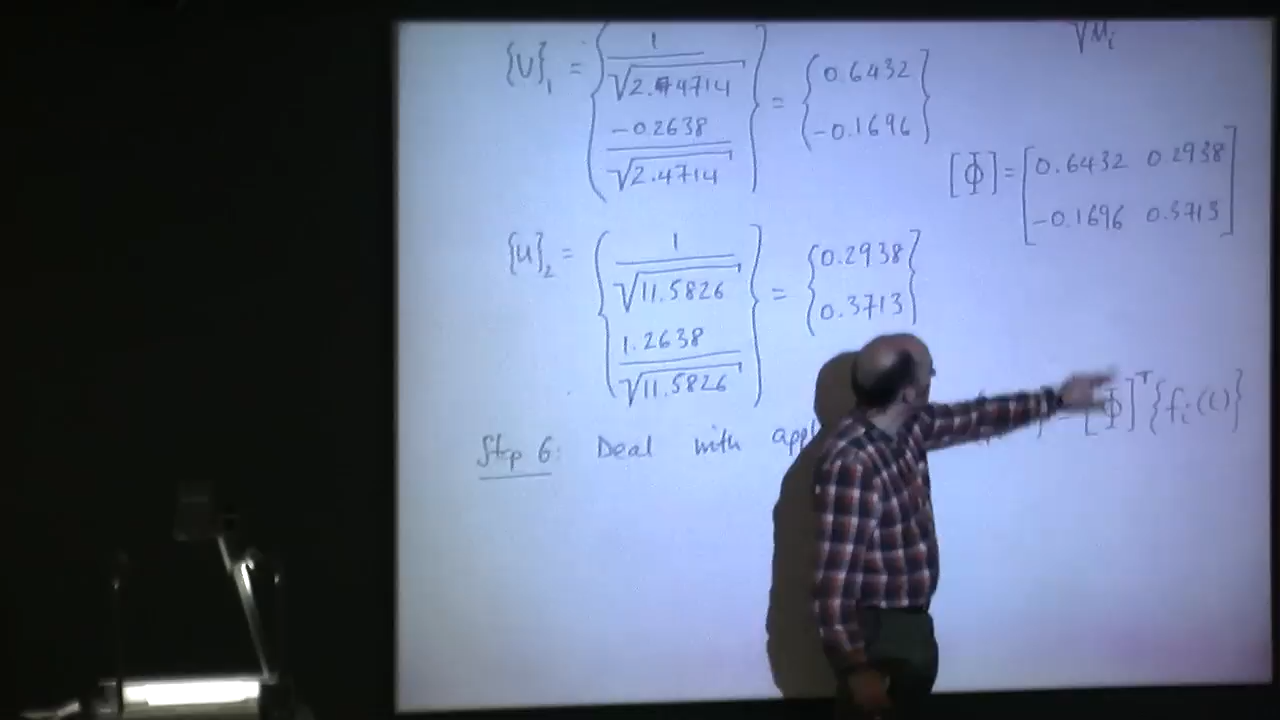 √Mi
{U}₁ = { 1 / √2.4714, -0.2638 / √2.4714 } = { 0.6432, -0.1696 }
[Φ] = [ 0.6432 0.2938
-0.1696 0.3713 ]
{U}₂ = { 1 / √11.5826, 1.2638 / √11.5826 } = { 0.2938, 0.3713 }
Step 6: Deal with
[Φ]ᵀ{fi(t)}